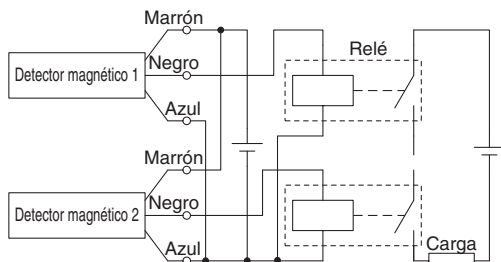 Marrón
Relé
Negro
Detector magnético 1
Azul
Marrón
Negro
Detector magnético 2
Azul
Carga